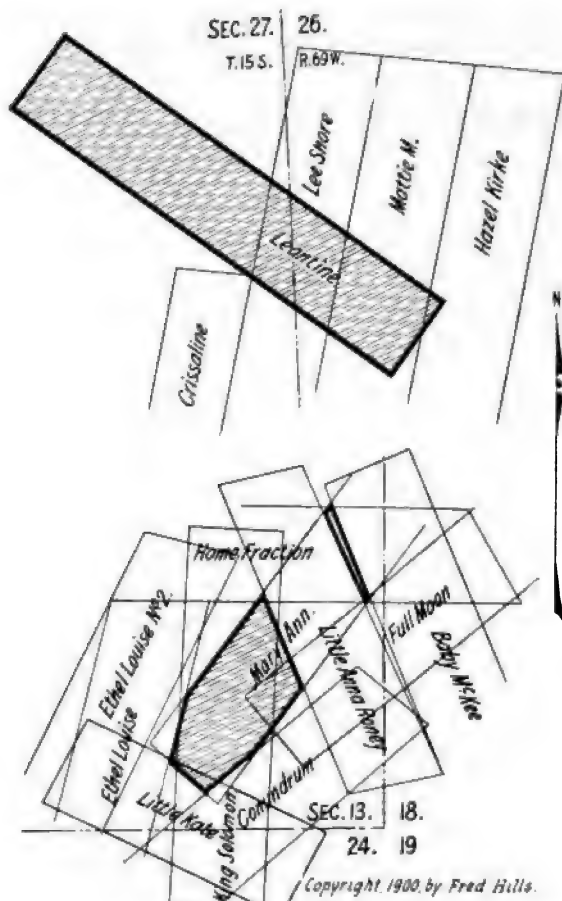 SEC. 27. 26.
T. 15 S. R. 69 W.
Lee Shore
Mattie M.
Hazel Kirke
Leantine
Crissaline
N
Home Fraction
Ethel Louise No 2.
Mary Ann.
Full Moon
Little Anna Rooney
Baby McKee
Ethel Louise
Little Kate
Conundrum
King Solomon
SEC. 13. 18.
24. 19
Copyright, 1900, by Fred Hills.